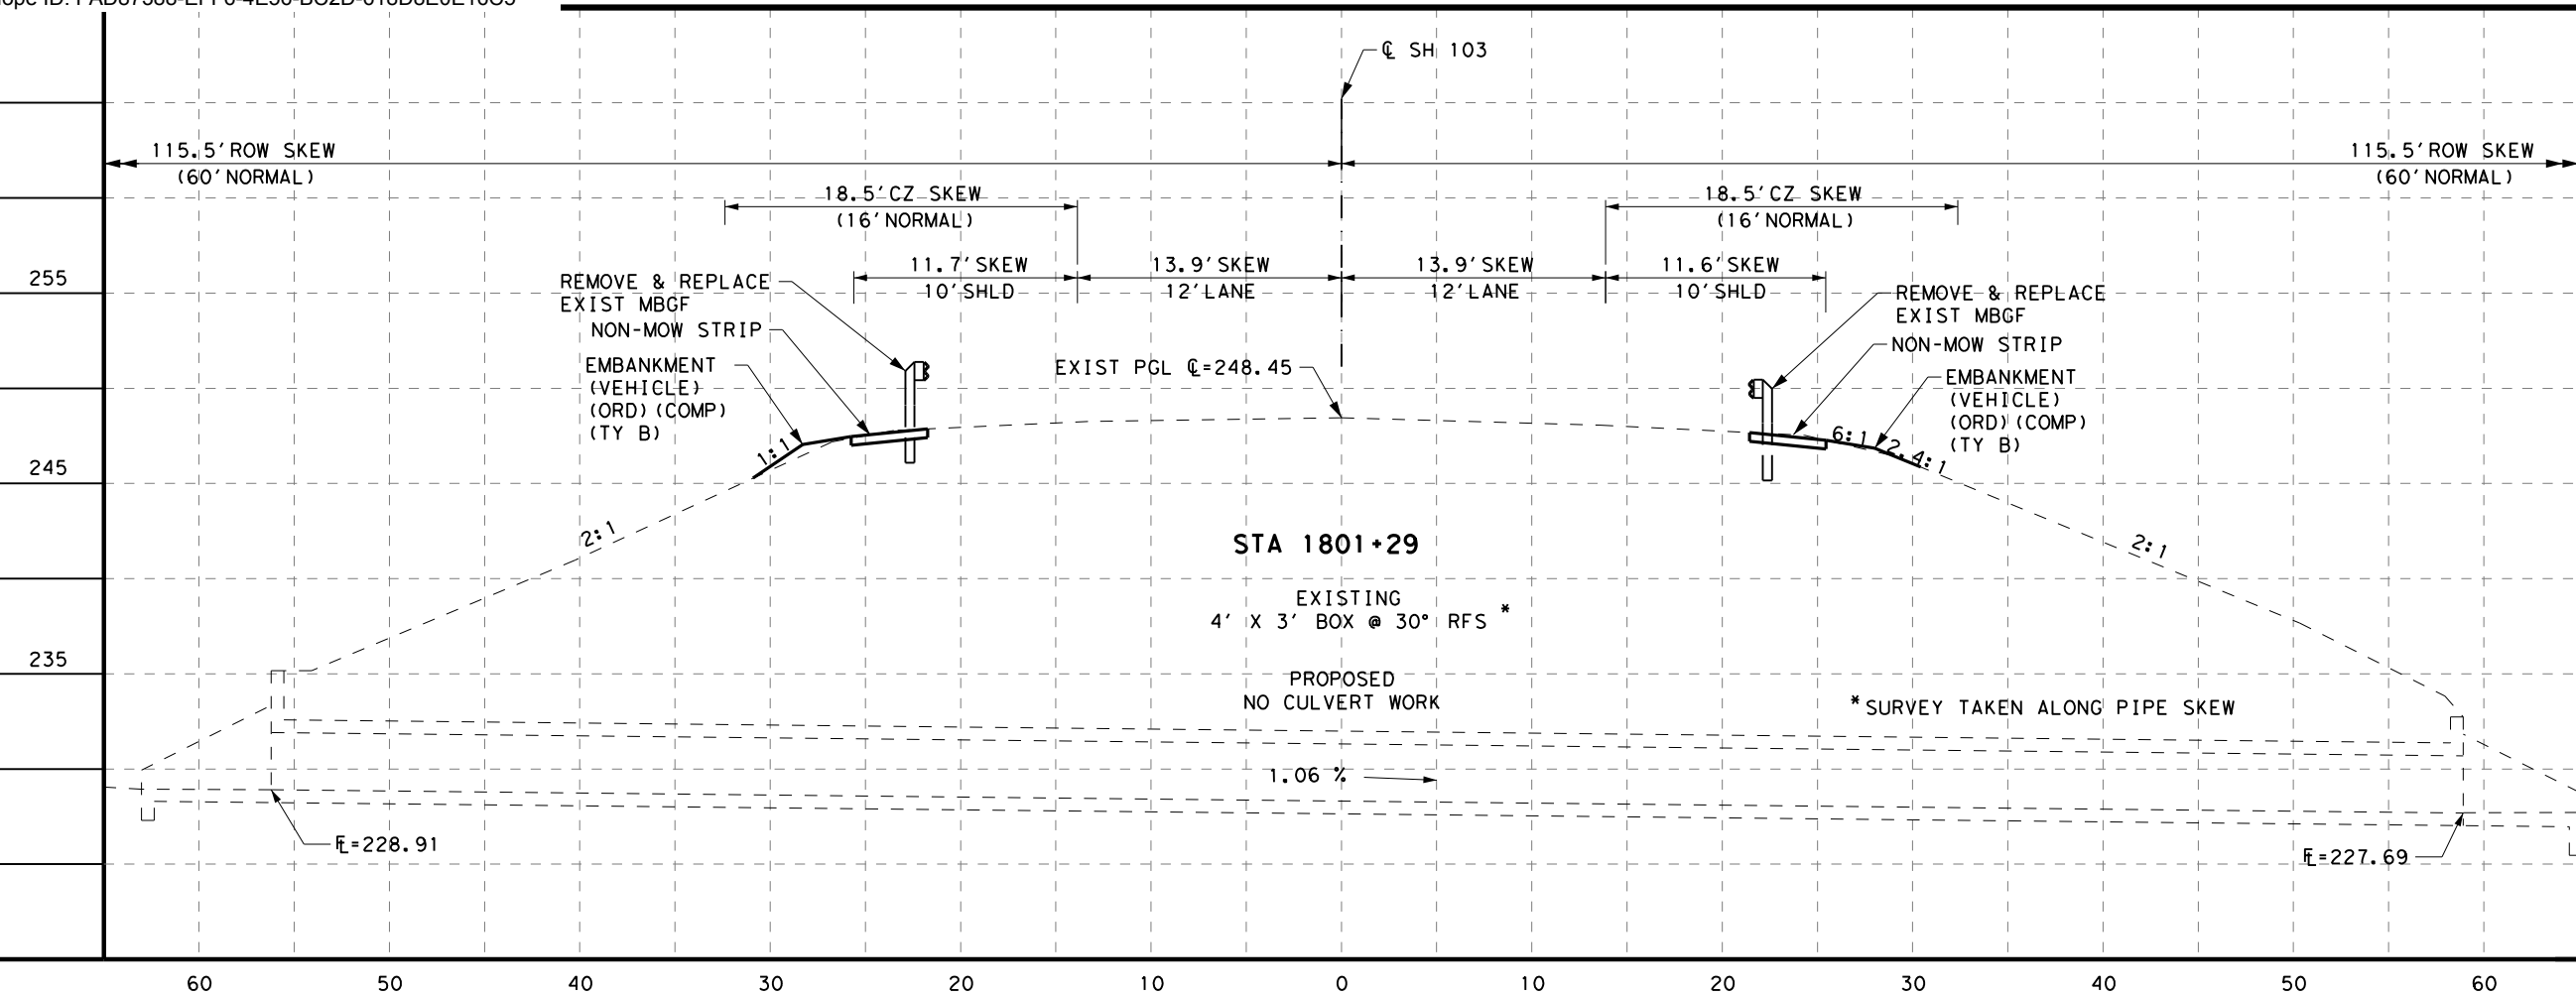 ℄ SH 103
115.5' ROW SKEW
(60' NORMAL)
115.5' ROW SKEW
(60' NORMAL)
18.5' CZ SKEW
(16' NORMAL)
18.5' CZ SKEW
(16' NORMAL)
11.7' SKEW
10' SHLD
13.9' SKEW
12' LANE
13.9' SKEW
12' LANE
11.6' SKEW
10' SHLD
255
REMOVE & REPLACE
EXIST MBGF
NON-MOW STRIP
EMBANKMENT
(VEHICLE)
(ORD)(COMP)
(TY B)
EXIST PGL ℄=248.45
REMOVE & REPLACE
EXIST MBGF
NON-MOW STRIP
EMBANKMENT
(VEHICLE)
(ORD)(COMP)
(TY B)
1:1
6:1
2.4:1
245
2:1
2:1
STA 1801+29
EXISTING
4' X 3' BOX @ 30° RFS *
235
PROPOSED
NO CULVERT WORK
*SURVEY TAKEN ALONG PIPE SKEW
1.06 %
FL=228.91
FL=227.69
60 50 40 30 20 10 0 10 20 30 40 50 60